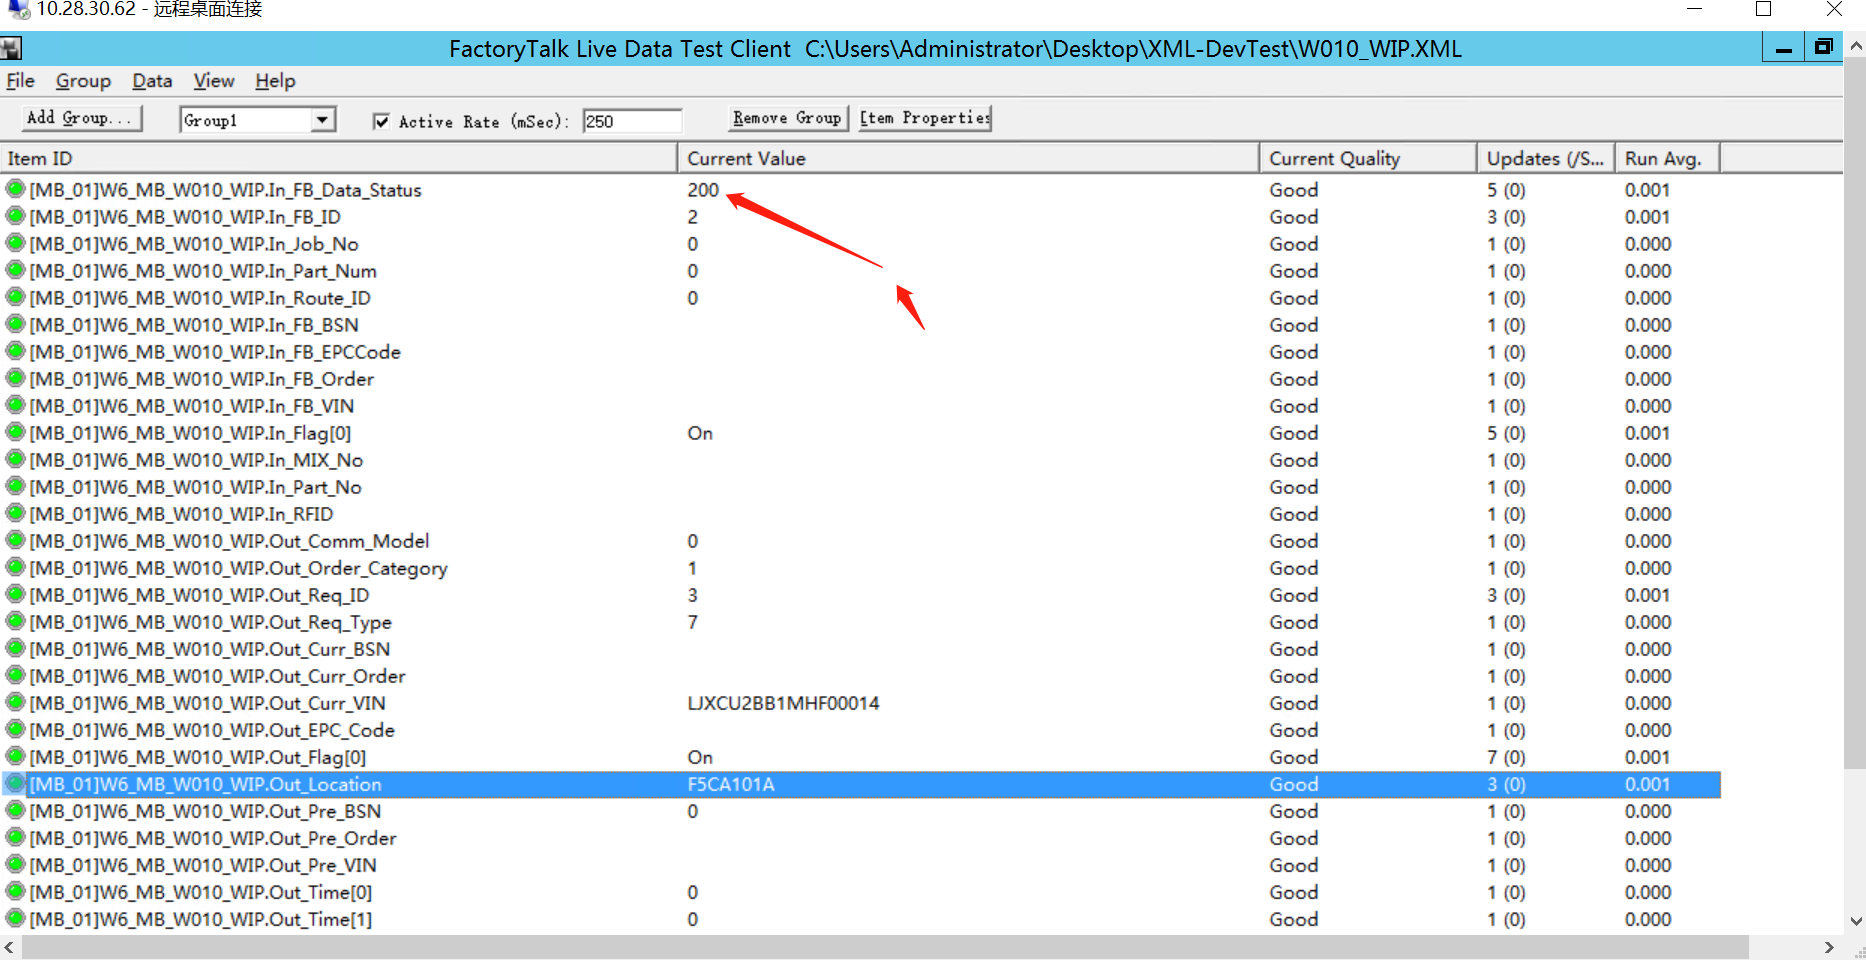 10.28.30.62 - 远程桌面连接
FactoryTalk Live Data Test Client C:\Users\Administrator\Desktop\XML-DevTest\W010_WIP.XML
File Group Data View Help
Add Group... Group1 Active Rate (mSec): 250 Remove Group Item Properties
Item ID Current Value Current Quality Updates (/S... Run Avg.
[MB_01]W6_MB_W010_WIP.In_FB_Data_Status 200 Good 5 (0) 0.001
[MB_01]W6_MB_W010_WIP.In_FB_ID 2 Good 3 (0) 0.001
[MB_01]W6_MB_W010_WIP.In_Job_No 0 Good 1 (0) 0.000
[MB_01]W6_MB_W010_WIP.In_Part_Num 0 Good 1 (0) 0.000
[MB_01]W6_MB_W010_WIP.In_Route_ID 0 Good 1 (0) 0.000
[MB_01]W6_MB_W010_WIP.In_FB_BSN Good 1 (0) 0.000
[MB_01]W6_MB_W010_WIP.In_FB_EPCCode Good 1 (0) 0.000
[MB_01]W6_MB_W010_WIP.In_FB_Order Good 1 (0) 0.000
[MB_01]W6_MB_W010_WIP.In_FB_VIN Good 1 (0) 0.000
[MB_01]W6_MB_W010_WIP.In_Flag[0] On Good 5 (0) 0.001
[MB_01]W6_MB_W010_WIP.In_MIX_No Good 1 (0) 0.000
[MB_01]W6_MB_W010_WIP.In_Part_No Good 1 (0) 0.000
[MB_01]W6_MB_W010_WIP.In_RFID Good 1 (0) 0.000
[MB_01]W6_MB_W010_WIP.Out_Comm_Model 0 Good 1 (0) 0.000
[MB_01]W6_MB_W010_WIP.Out_Order_Category 1 Good 1 (0) 0.000
[MB_01]W6_MB_W010_WIP.Out_Req_ID 3 Good 3 (0) 0.001
[MB_01]W6_MB_W010_WIP.Out_Req_Type 7 Good 1 (0) 0.000
[MB_01]W6_MB_W010_WIP.Out_Curr_BSN Good 1 (0) 0.000
[MB_01]W6_MB_W010_WIP.Out_Curr_Order Good 1 (0) 0.000
[MB_01]W6_MB_W010_WIP.Out_Curr_VIN LJXCU2BB1MHF00014 Good 1 (0) 0.000
[MB_01]W6_MB_W010_WIP.Out_EPC_Code Good 1 (0) 0.000
[MB_01]W6_MB_W010_WIP.Out_Flag[0] On Good 7 (0) 0.001
[MB_01]W6_MB_W010_WIP.Out_Location F5CA101A Good 3 (0) 0.001
[MB_01]W6_MB_W010_WIP.Out_Pre_BSN 0 Good 1 (0) 0.000
[MB_01]W6_MB_W010_WIP.Out_Pre_Order Good 1 (0) 0.000
[MB_01]W6_MB_W010_WIP.Out_Pre_VIN Good 1 (0) 0.000
[MB_01]W6_MB_W010_WIP.Out_Time[0] 0 Good 1 (0) 0.000
[MB_01]W6_MB_W010_WIP.Out_Time[1] 0 Good 1 (0) 0.000